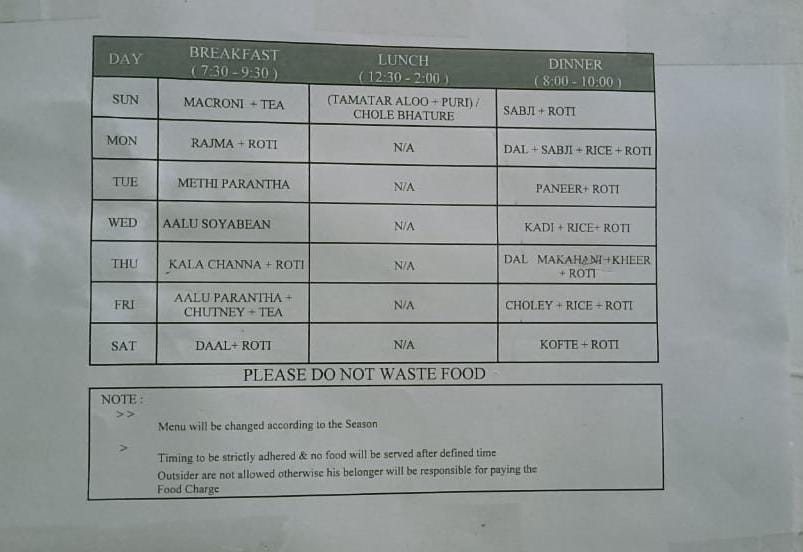 DAY BREAKFAST LUNCH DINNER
( 7:30 - 9:30 ) ( 12:30 - 2:00 ) ( 8:00 - 10:00 )
SUN MACRONI + TEA (TAMATAR ALOO + PURI) / SABJI + ROTI
CHOLE BHATURE
MON RAJMA + ROTI N/A DAL + SABJI + RICE + ROTI
TUE METHI PARANTHA N/A PANEER+ ROTI
WED AALU SOYABEAN N/A KADI + RICE+ ROTI
THU KALA CHANNA + ROTI N/A DAL MAKAHANI+KHEER
+ ROTI
FRI AALU PARANTHA + N/A CHOLEY + RICE + ROTI
CHUTNEY + TEA
SAT DAAL+ ROTI N/A KOFTE + ROTI
PLEASE DO NOT WASTE FOOD
NOTE :
>>
Menu will be changed according to the Season
>
Timing to be strictly adhered & no food will be served after defined time
Outsider are not allowed otherwise his belonger will be responsible for paying the
Food Charge